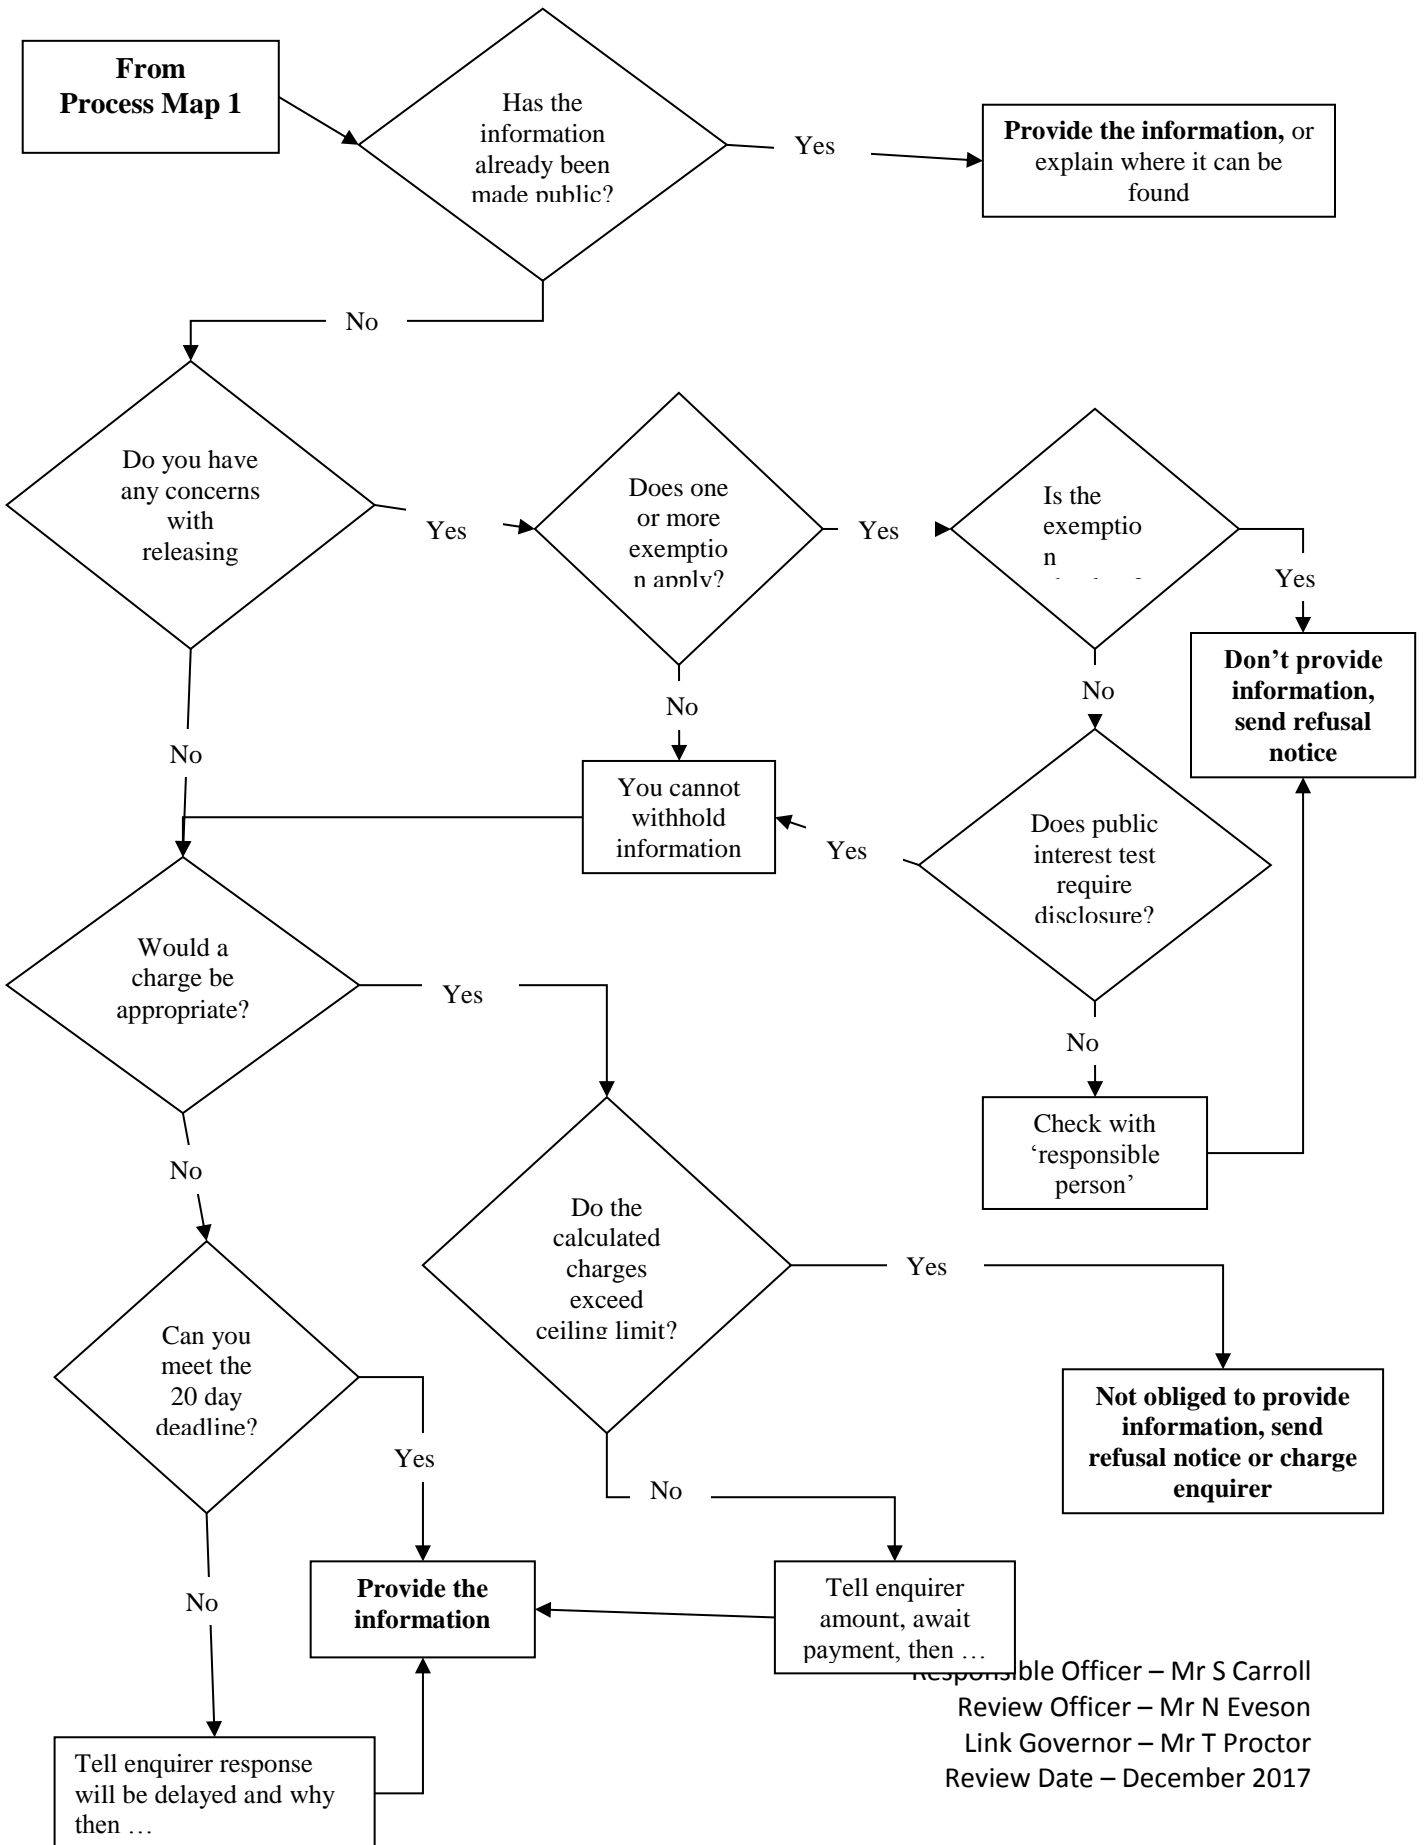 From
Process Map 1
Has the
information
already been
made public?
Yes
Provide the information, or
explain where it can be
found
No
Do you have
any concerns
with
releasing
Yes
Does one
or more
exemptio
n apply?
Yes
Is the
exemptio
n
Yes
Don’t provide
information,
send refusal
notice
No
No
No
You cannot
withhold
information
Yes
Does public
interest test
require
disclosure?
Would a
charge be
appropriate?
Yes
No
Check with
‘responsible
person’
No
Do the
calculated
charges
exceed
ceiling limit?
Yes
Can you
meet the
20 day
deadline?
Yes
Not obliged to provide
information, send
refusal notice or charge
enquirer
No
No
Provide the
information
Tell enquirer
amount, await
payment, then …
Responsible Officer – Mr S Carroll
Review Officer – Mr N Eveson
Link Governor – Mr T Proctor
Review Date – December 2017
Tell enquirer response
will be delayed and why
then …